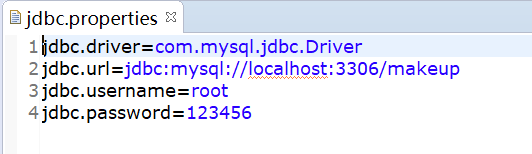 jdbc.properties
1 jdbc.driver=com.mysql.jdbc.Driver
2 jdbc.url=jdbc:mysql://localhost:3306/makeup
3 jdbc.username=root
4 jdbc.password=123456